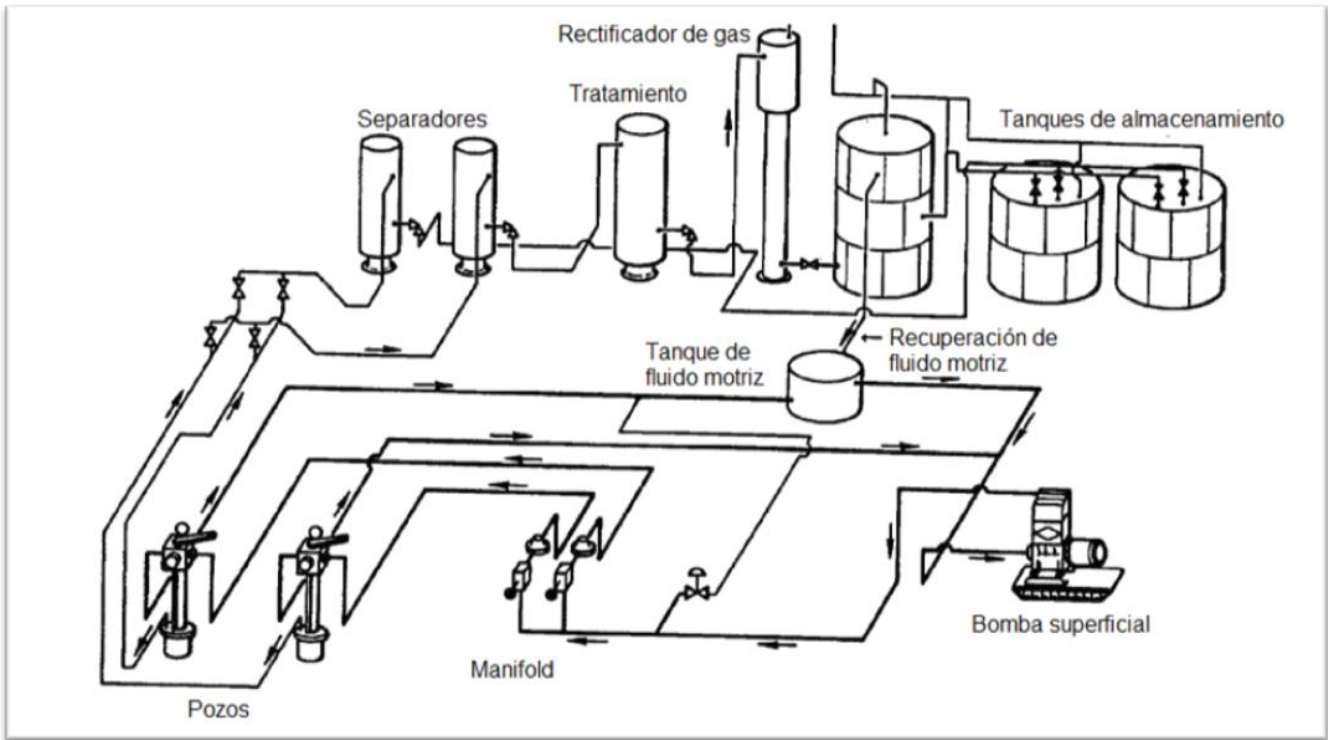 Rectificador de gas
Tratamiento
Separadores
Tanques de almacenamiento
Recuperación de
fluido motriz
Tanque de
fluido motriz
Bomba superficial
Manifold
Pozos